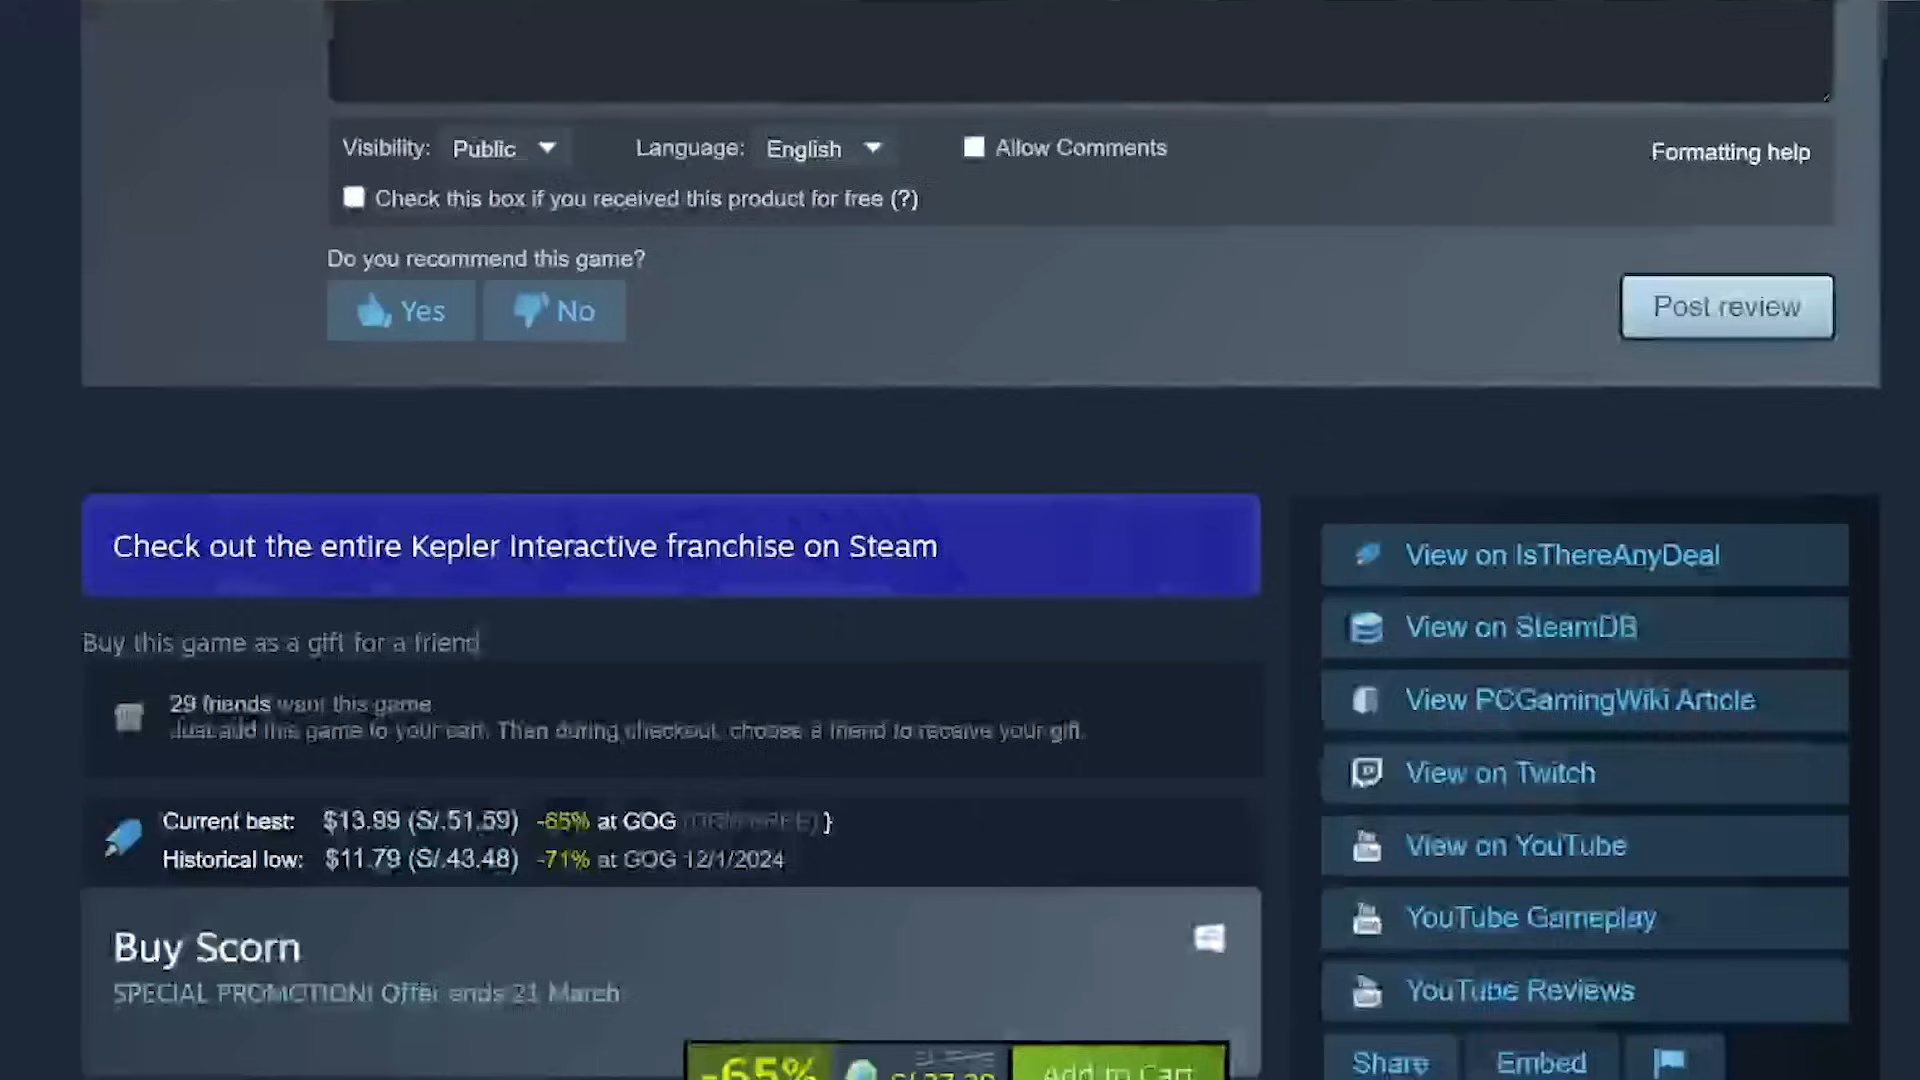 Visibility: Public Language: English Allow Comments Formatting help
Check this box if you received this product for free (?)
Do you recommend this game?
Yes No
Post review
Check out the entire Kepler Interactive franchise on Steam
Buy this game as a gift for a friend
29 friends want this game
Just add this game to your cart. Then during checkout, choose a friend to receive your gift.
Current best: $13.99 (S/.51.59) -65% at GOG }
Historical low: $11.79 (S/.43.48) -71% at GOG 12/1/2024
Buy Scorn
SPECIAL PROMOTION! Offer ends 21 March
-65%
Add to Cart
View on IsThereAnyDeal
View on SteamDB
View PCGamingWiki Article
View on Twitch
View on YouTube
YouTube Gameplay
YouTube Reviews
Share Embed